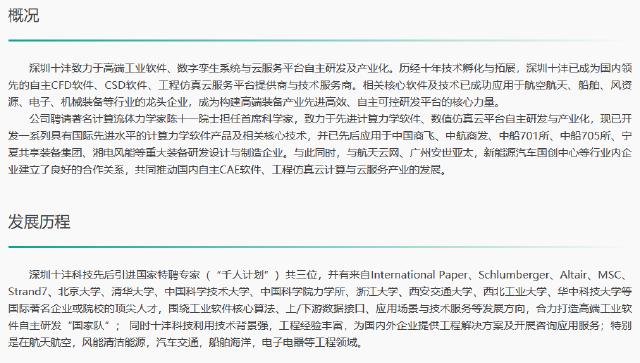 概况
深圳十沣致力于高端工业软件、数字孪生系统与云服务平台自主研发及产业化。历经十年技术孵化与拓展，深圳十沣已成为国内领
先的自主CFD软件、CSD软件、工程仿真云服务平台提供商与技术服务商。相关核心软件及技术已成功应用于航空航天、船舶、风资
源、电子、机械装备等行业的龙头企业，成为构建高端装备产业先进高效、自主可控研发平台的核心力量。
公司聘请著名计算流体力学家陈十一院士担任首席科学家，致力于先进计算力学软件、数值仿真云平台自主研发与产业化，现已开
发一系列具有国际先进水平的计算力学软件产品及相关核心技术，并已先后应用于中国商飞、中航商发、中船701所、中船705所、宁
夏共享装备集团、湘电风能等重大装备研发设计与制造企业。与此同时，与航天云网、广州安世亚太，新能源汽车国创中心等行业内企
业建立了良好的合作关系，共同推动国内自主CAE软件、工程仿真云计算与云服务产业的发展。
发展历程
深圳十沣科技先后引进国家特聘专家（“千人计划”）共三位，并有来自International Paper、Schlumberger、Altair、MSC、
Strand7、北京大学、清华大学、中国科学技术大学、中国科学院力学所、浙江大学、西安交通大学、西北工业大学、华中科技大学等
国际著名企业或院校的顶尖人才，围绕工业软件核心算法、上/下游数据接口、应用场景与技术服务等发展方向，合力打造高端工业软
件自主研发“国家队”； 同时十沣科技利用技术背景强，工程经验丰富，为国内外企业提供工程解决方案及开展咨询应用服务；特别
是在航天航空，风能清洁能源，汽车交通，船舶海洋，电子电器等工程领域。